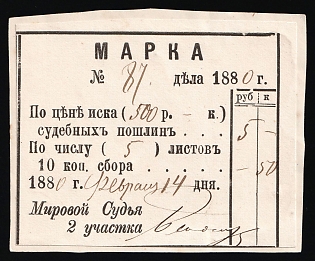 МАРКА
№ 87. дѣла 1880 г.
руб к
По цѣнѣ иска (500 р. - к.)
судебныхъ пошлинъ . . . 5 -
По числу ( 5 ) листовъ
10 коп. сбора . . . . . - 50
1880 г. Февраля 14 дня.
Мировой Судья
2 участка